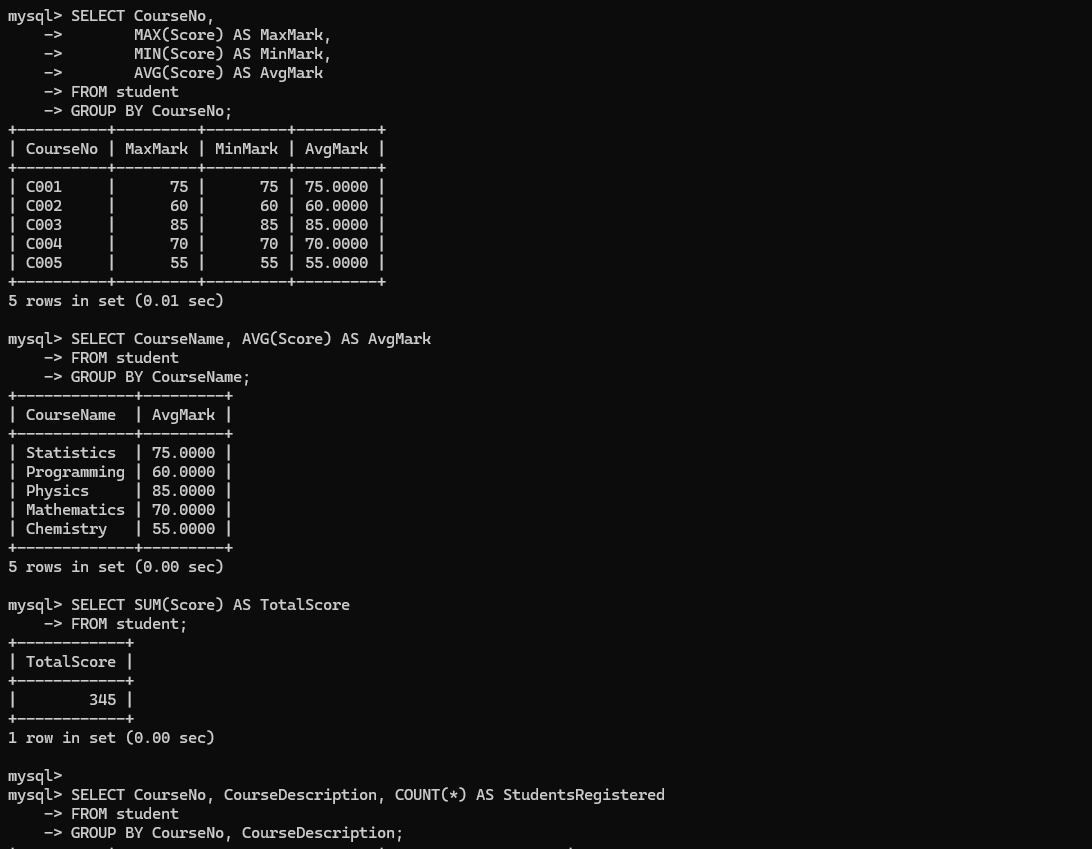 mysql> SELECT CourseNo,
    ->        MAX(Score) AS MaxMark,
    ->        MIN(Score) AS MinMark,
    ->        AVG(Score) AS AvgMark
    -> FROM student
    -> GROUP BY CourseNo;
+----------+---------+---------+---------+
| CourseNo | MaxMark | MinMark | AvgMark |
+----------+---------+---------+---------+
| C001     |      75 |      75 | 75.0000 |
| C002     |      60 |      60 | 60.0000 |
| C003     |      85 |      85 | 85.0000 |
| C004     |      70 |      70 | 70.0000 |
| C005     |      55 |      55 | 55.0000 |
+----------+---------+---------+---------+
5 rows in set (0.01 sec)

mysql> SELECT CourseName, AVG(Score) AS AvgMark
    -> FROM student
    -> GROUP BY CourseName;
+-------------+---------+
| CourseName  | AvgMark |
+-------------+---------+
| Statistics  | 75.0000 |
| Programming | 60.0000 |
| Physics     | 85.0000 |
| Mathematics | 70.0000 |
| Chemistry   | 55.0000 |
+-------------+---------+
5 rows in set (0.00 sec)

mysql> SELECT SUM(Score) AS TotalScore
    -> FROM student;
+------------+
| TotalScore |
+------------+
|        345 |
+------------+
1 row in set (0.00 sec)

mysql>
mysql> SELECT CourseNo, CourseDescription, COUNT(*) AS StudentsRegistered
    -> FROM student
    -> GROUP BY CourseNo, CourseDescription;